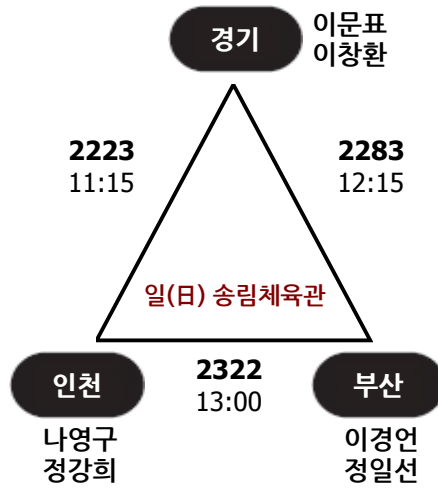 경기
이문표
이창환
2223
11:15
2283
12:15
일(日) 송림체육관
인천
2322
13:00
부산
나영구
정강희
이경언
정일선